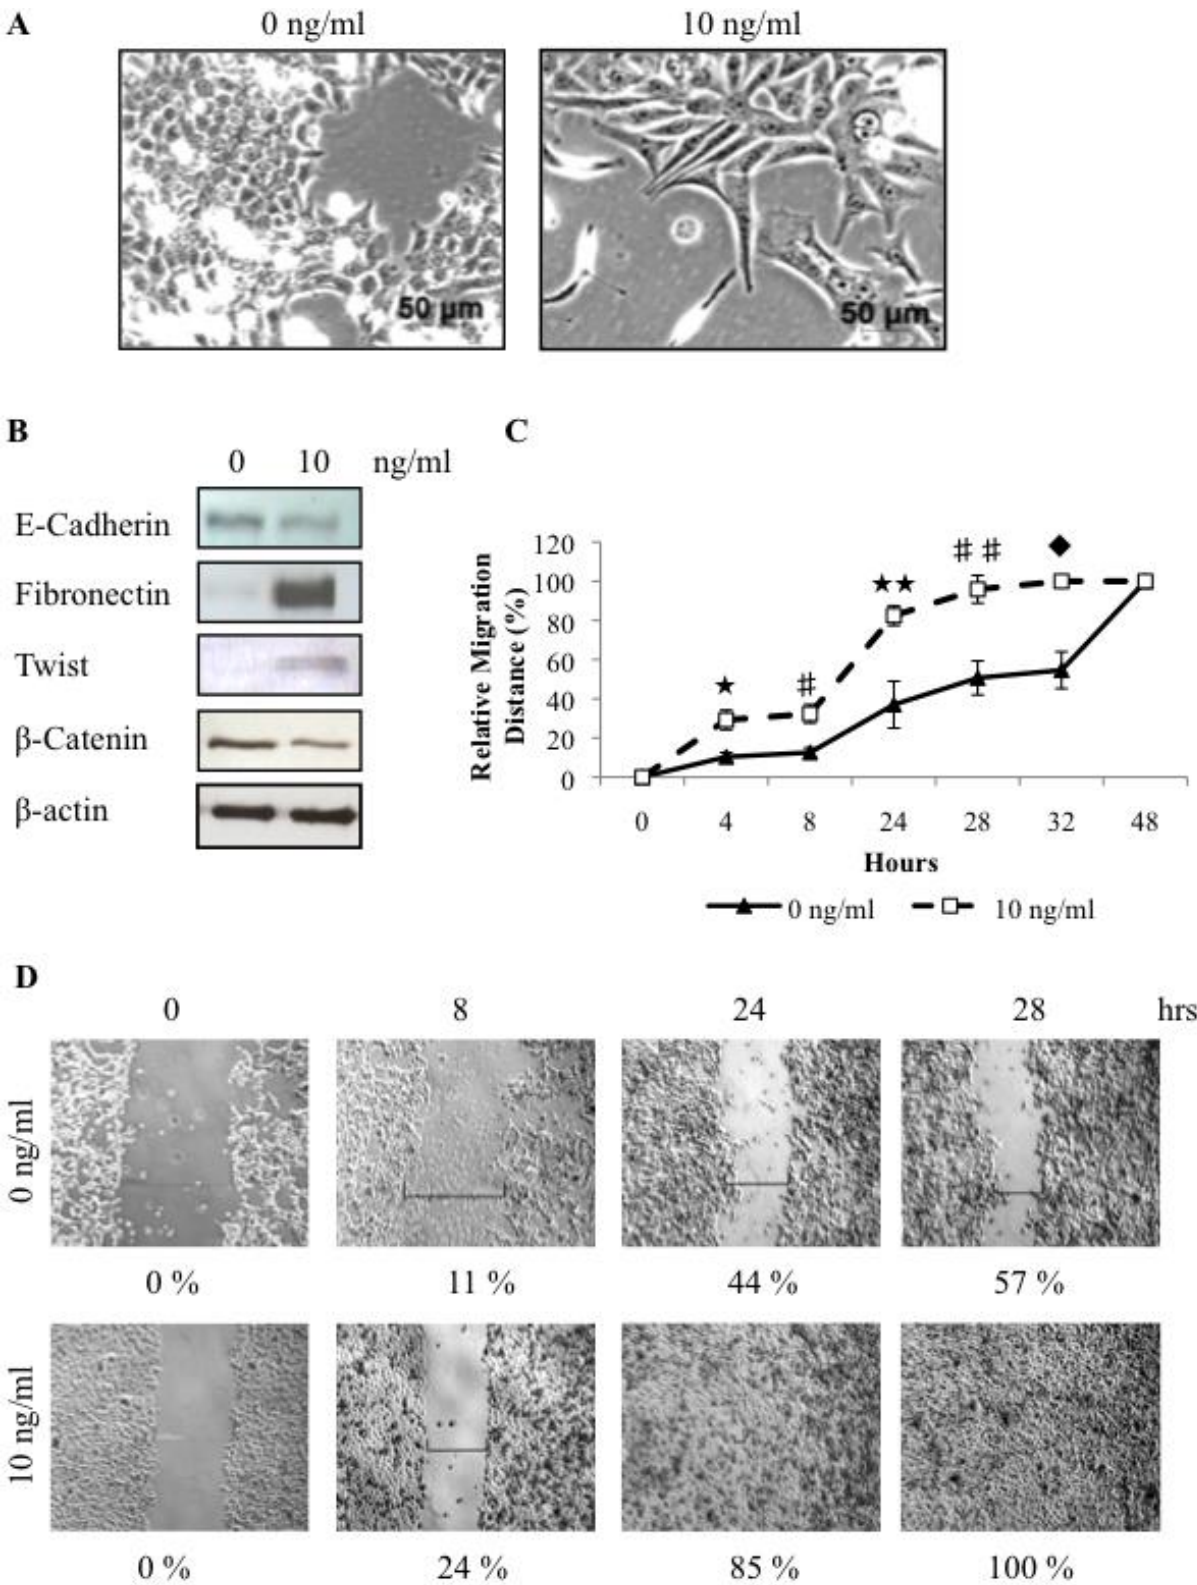 A
0 ng/ml 10 ng/ml
50 µm 50 µm
B
0 10 ng/ml
E-Cadherin
Fibronectin
Twist
β-Catenin
β-actin
C
Relative Migration
Distance (%)
120
100
80
60
40
20
0
★ # ★★ ## ◆
0 4 8 24 28 32 48
Hours
0 ng/ml 10 ng/ml
D
0 8 24 28 hrs
0 ng/ml
0 % 11 % 44 % 57 %
10 ng/ml
0 % 24 % 85 % 100 %